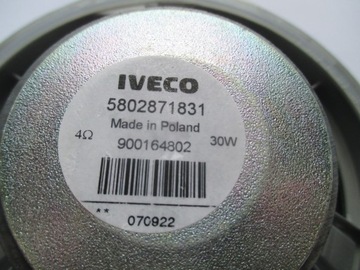 IVECO
5802871831
Made in Poland
4Ω 900164802 30W
** 070922